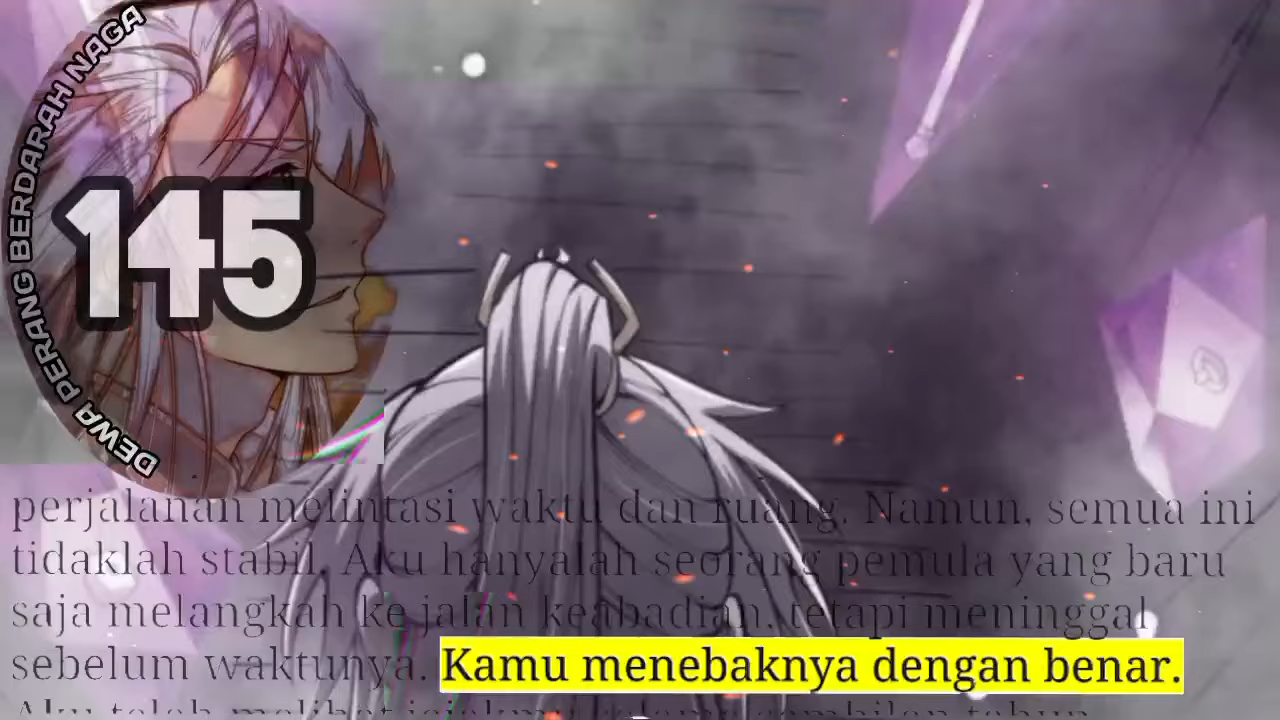 DEWA PERANG BERDARAH NAGA
145
perjalanan melintasi waktu dan ruang. Namun, semua ini
tidaklah stabil. Aku hanyalah seorang pemula yang baru
saja melangkah ke jalan keabadian, tetapi meninggal
sebelum waktunya. Kamu menebaknya dengan benar.